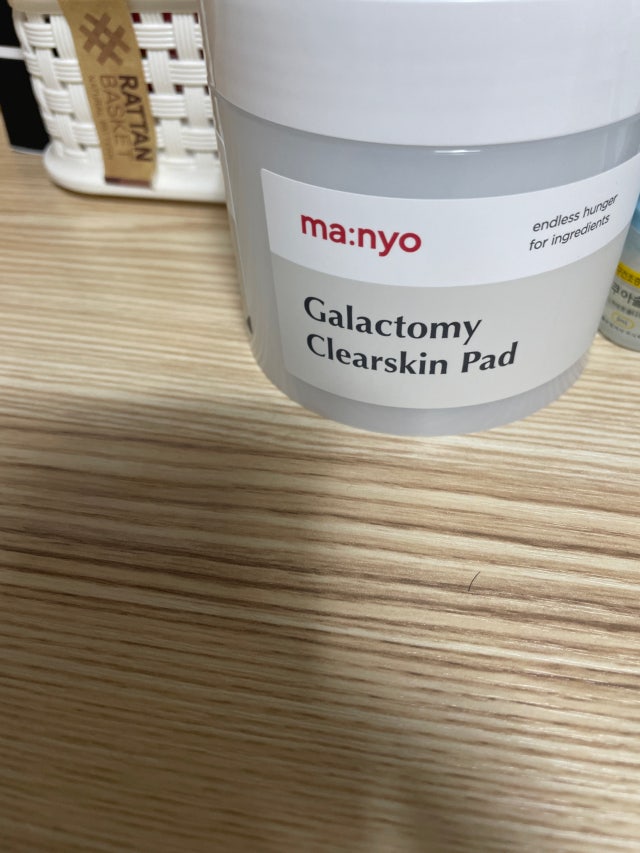 RATTAN
BASKET
ma:nyo
endless hunger
for ingredients
Galactomy
Clearskin Pad